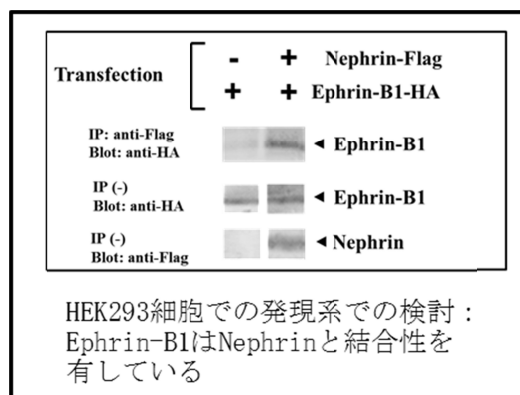 - + Nephrin-Flag
Transfection
+ + Ephrin-B1-HA
IP: anti-Flag
Blot: anti-HA
◄ Ephrin-B1
IP (-)
Blot: anti-HA
◄ Ephrin-B1
IP (-)
Blot: anti-Flag
◄ Nephrin
HEK293細胞での発現系での検討：
Ephrin-B1はNephrinと結合性を
有している